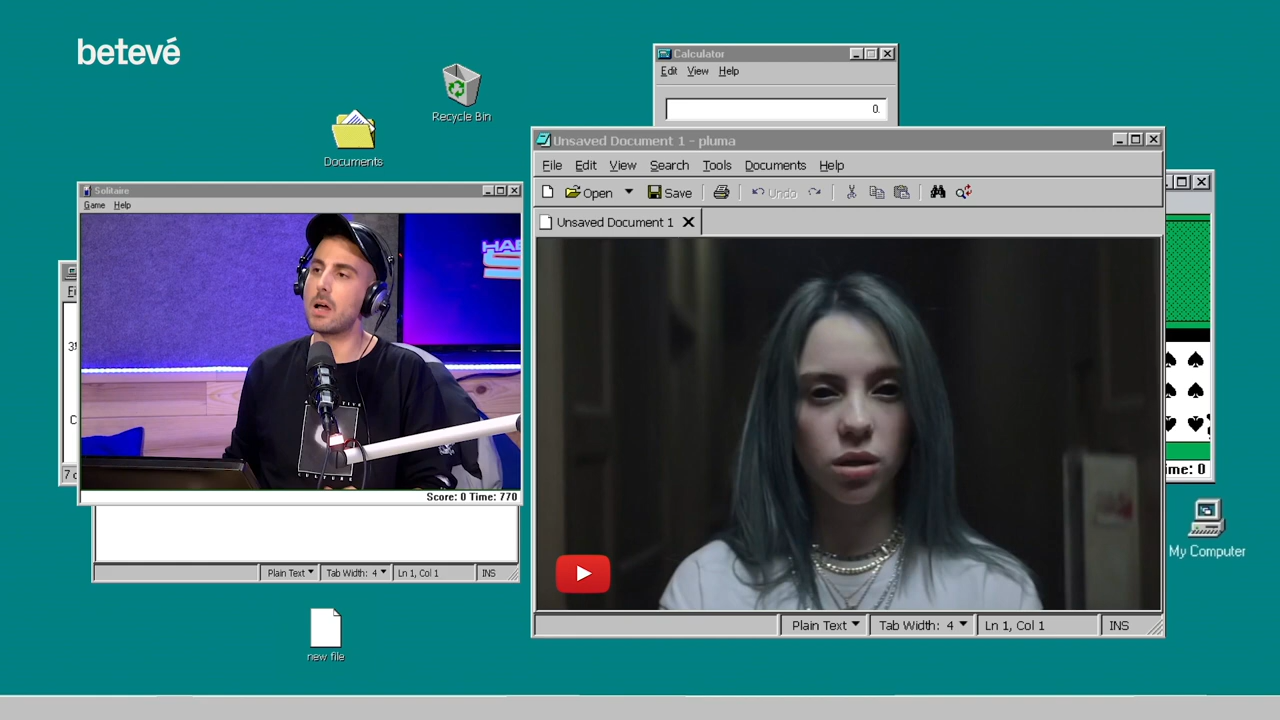 betevé
Recycle Bin
Documents
Calculator
Edit View Help
0.
Unsaved Document 1 - pluma
File Edit View Search Tools Documents Help
Open Save Undo
Unsaved Document 1
Solitaire
Game Help
CULTURE
Score: 0 Time: 770
Plain Text Tab Width: 4 Ln 1, Col 1 INS
Plain Text Tab Width: 4 Ln 1, Col 1 INS
My Computer
new file